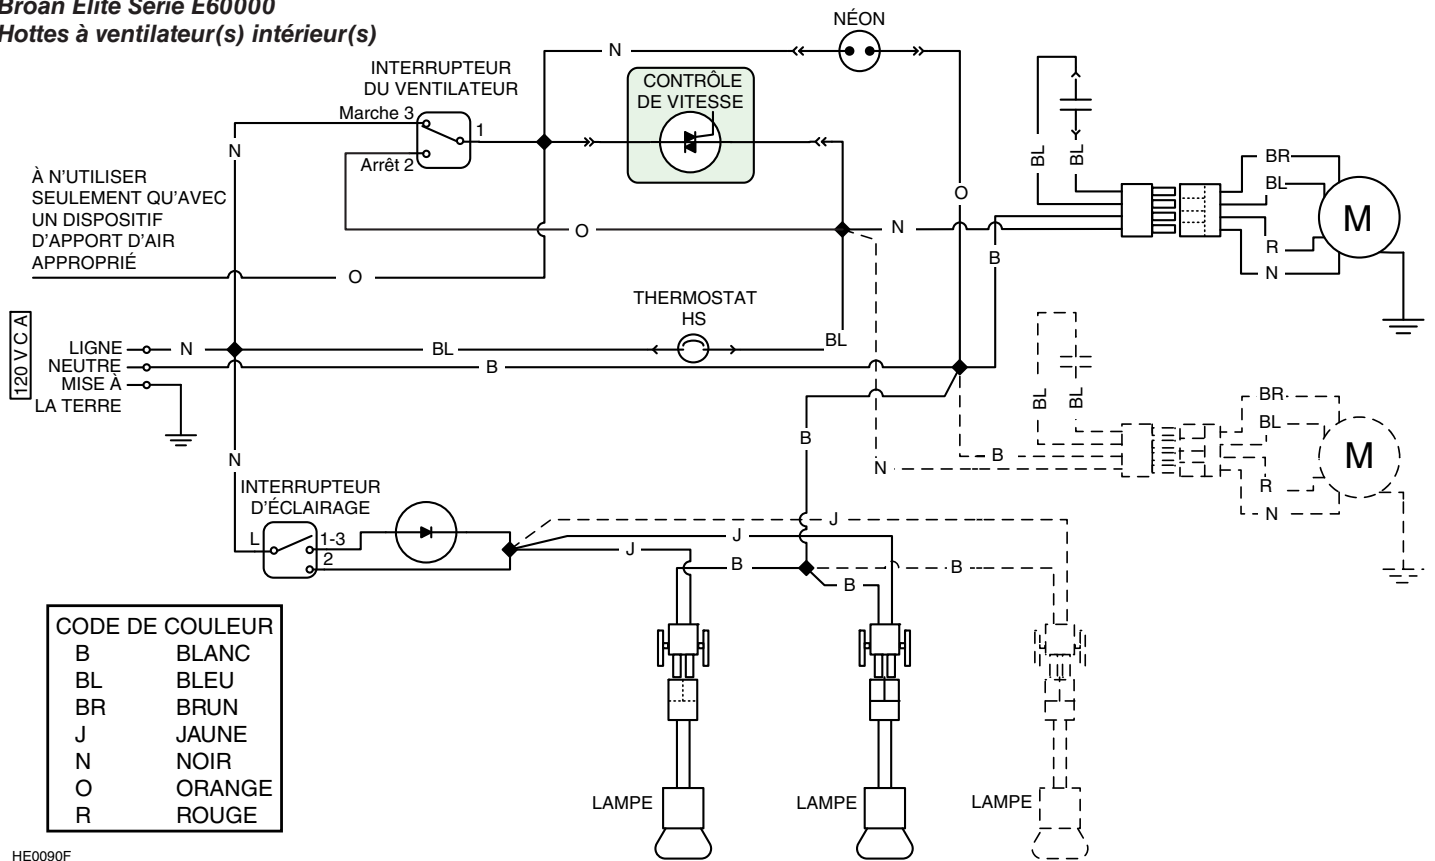 Broan Elite Série E60000
Hottes à ventilateur(s) intérieur(s)
NÉON
N
INTERRUPTEUR
DU VENTILATEUR
CONTRÔLE
DE VITESSE
Marche 3
1
Arrêt 2
N
BL
BL
BR
BL
M
R
N
À N'UTILISER
SEULEMENT QU'AVEC
UN DISPOSITIF
D'APPORT D'AIR
APPROPRIÉ
O
O
N
B
O
THERMOSTAT
HS
120 V C A
LIGNE
N
BL
BL
NEUTRE
B
MISE À
LA TERRE
BL
BL
BR
BL
M
R
N
B
B
N
N
INTERRUPTEUR
D'ÉCLAIRAGE
L
1-3
2
J
J
J
B
B
B
CODE DE COULEUR
B BLANC
BL BLEU
BR BRUN
J JAUNE
N NOIR
O ORANGE
R ROUGE
LAMPE
LAMPE
LAMPE
HE0090F